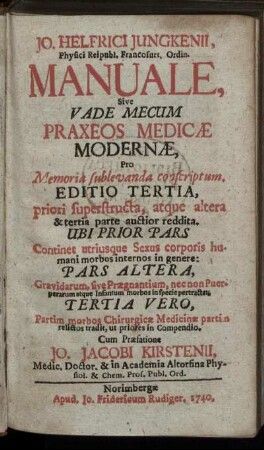 JO. HELFRICI JUNGKENII,
Physici Reipubl. Francofurt. Ordin.
MANUALE,
Sive
VADE MECUM
PRAXEOS MEDICÆ
MODERNÆ,
Pro
Memoria sublevanda conscriptum.
EDITIO TERTIA,
priori superstructa, atque altera
& tertia parte auctior reddita.
UBI PRIOR PARS
Continet utriusque Sexus corporis hu-
mani morbos internos in genere:
PARS ALTERA,
Gravidarum, sive Prægnantium, nec non Puer-
perarum atque Infantum morbos in specie pertractat;
TERTIA VERO,
Partim morbos Chirurgicæ Medicinæ partim
relictos tradit, ut priores in Compendio.
Cum Præfatione
JO. JACOBI KIRSTENII,
Medic. Doctor. & in Academia Altorfina Phy-
siol. & Chem. Prof. Publ. Ord.
Norimbergæ
Apud. Jo. Fridericum Rudiger, 1740.